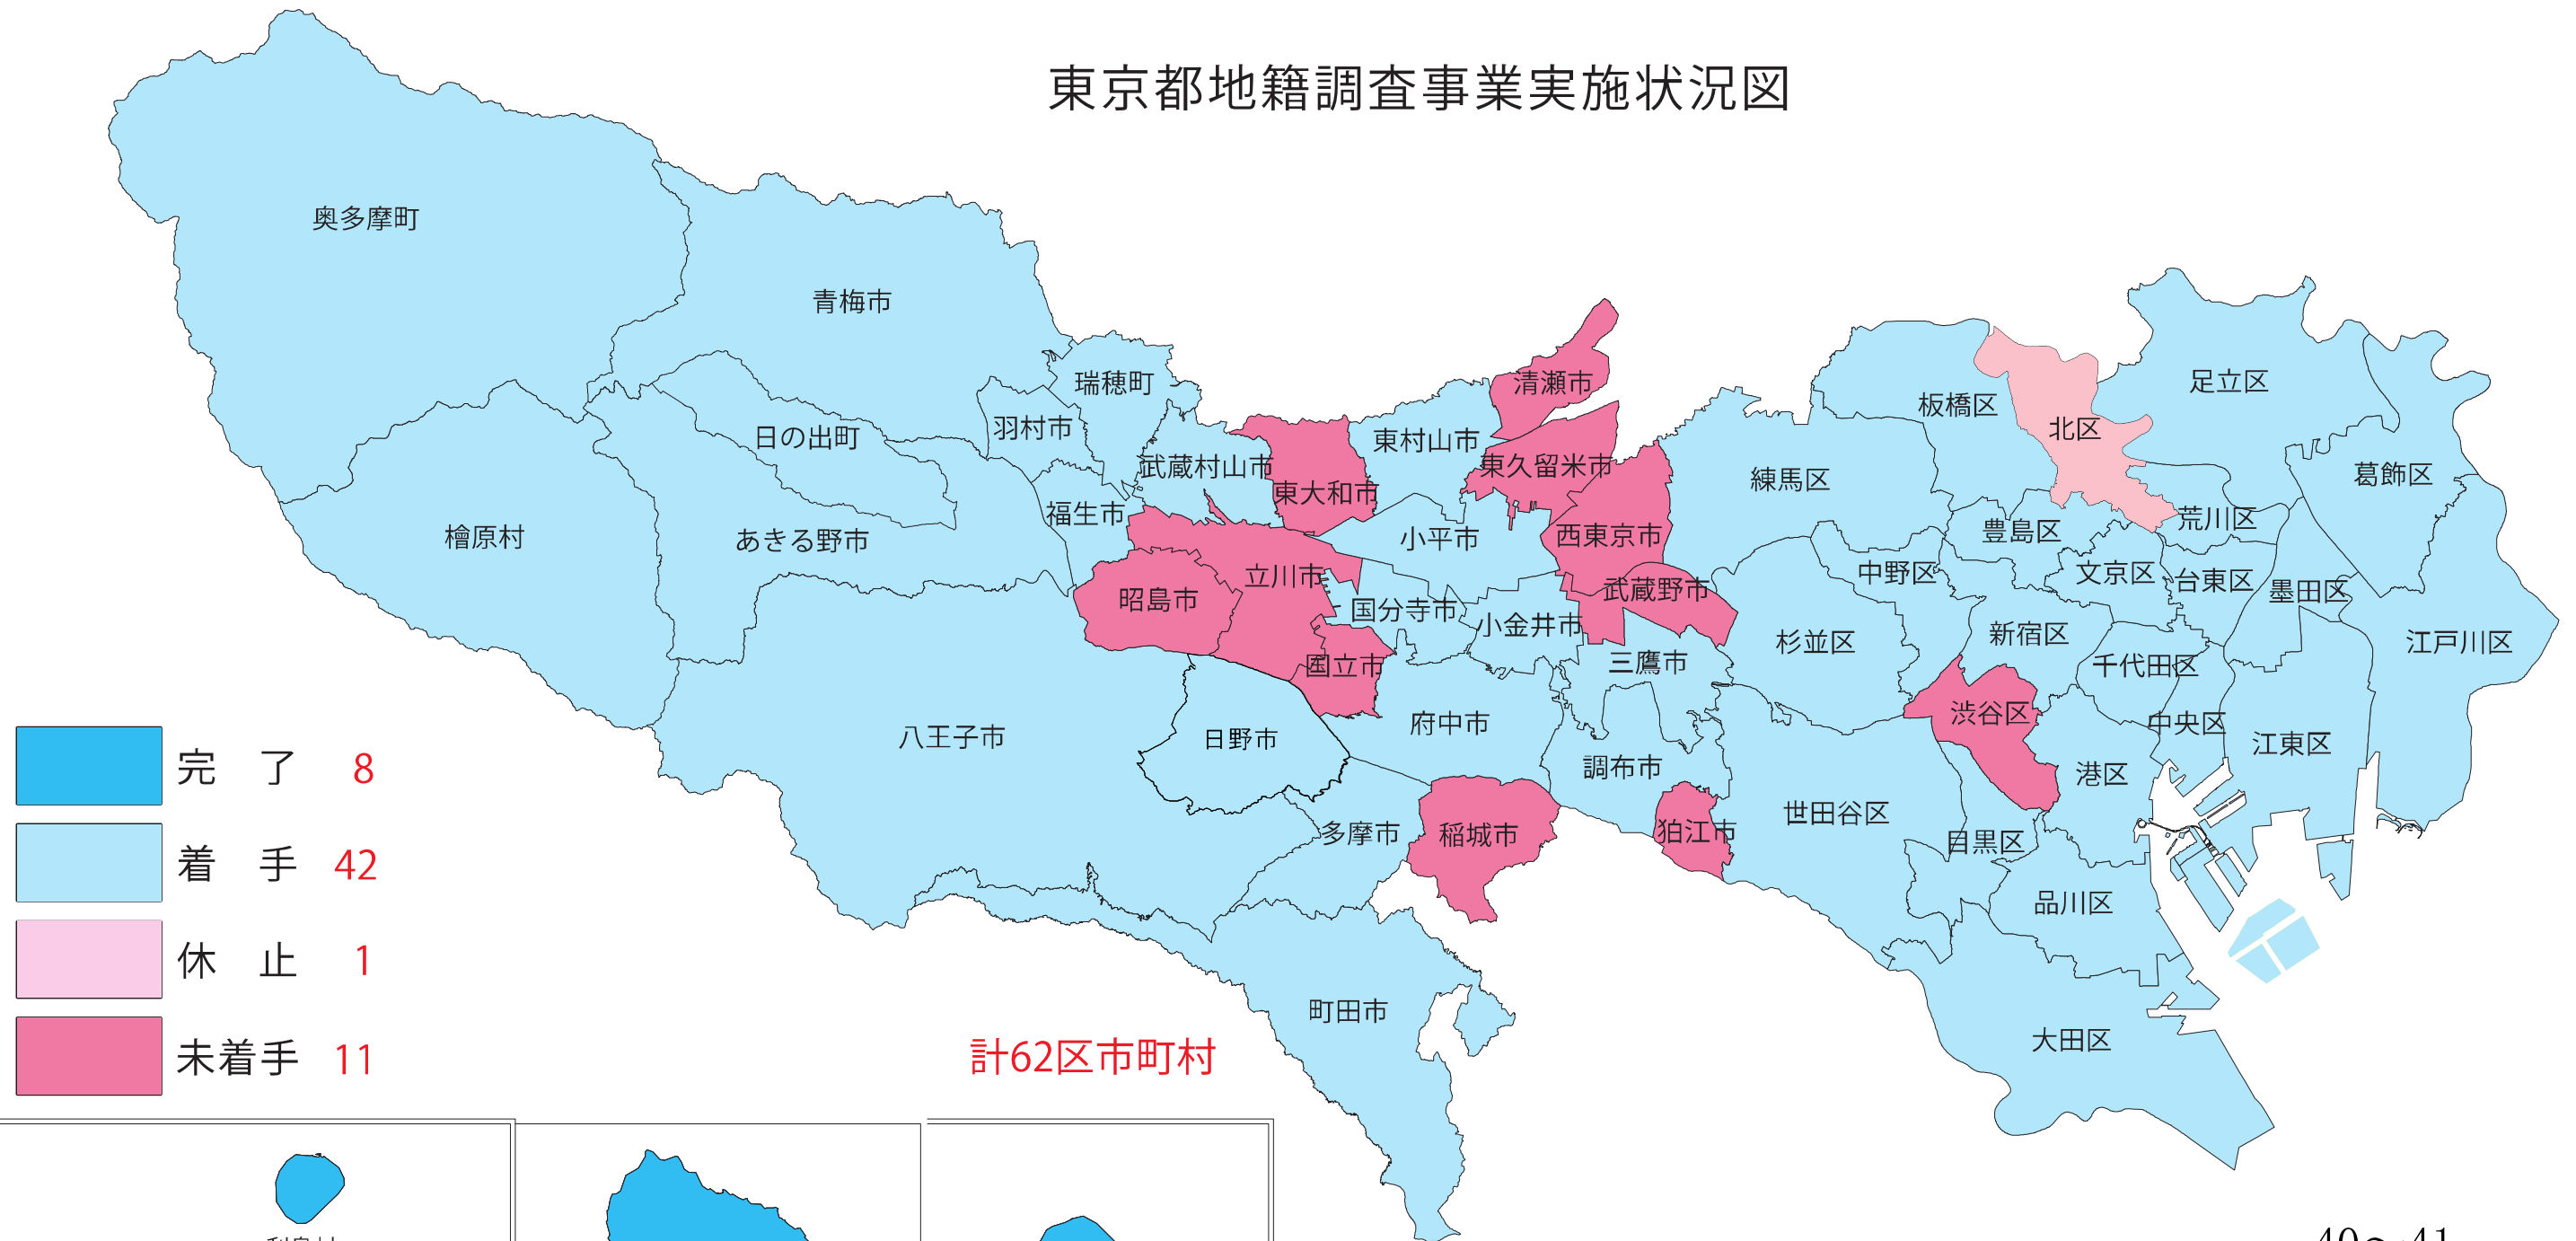 東京都地籍調査事業実施状況図
奥多摩町
青梅市
瑞穂町
清瀬市
足立区
板橋区
北区
羽村市
日の出町
東村山市
武蔵村山市
東久留米市
練馬区
葛飾区
東大和市
福生市
荒川区
檜原村
あきる野市
小平市
西東京市
豊島区
立川市
中野区
文京区
台東区
昭島市
武蔵野市
墨田区
国分寺市
小金井市
新宿区
杉並区
江戸川区
国立市
三鷹市
千代田区
渋谷区
八王子市
日野市
府中市
中央区
江東区
完 了 8
調布市
港区
世田谷区
多摩市
稲城市
狛江市
目黒区
着 手 42
品川区
休 止 1
町田市
大田区
未着手 11
計62区市町村
利島村